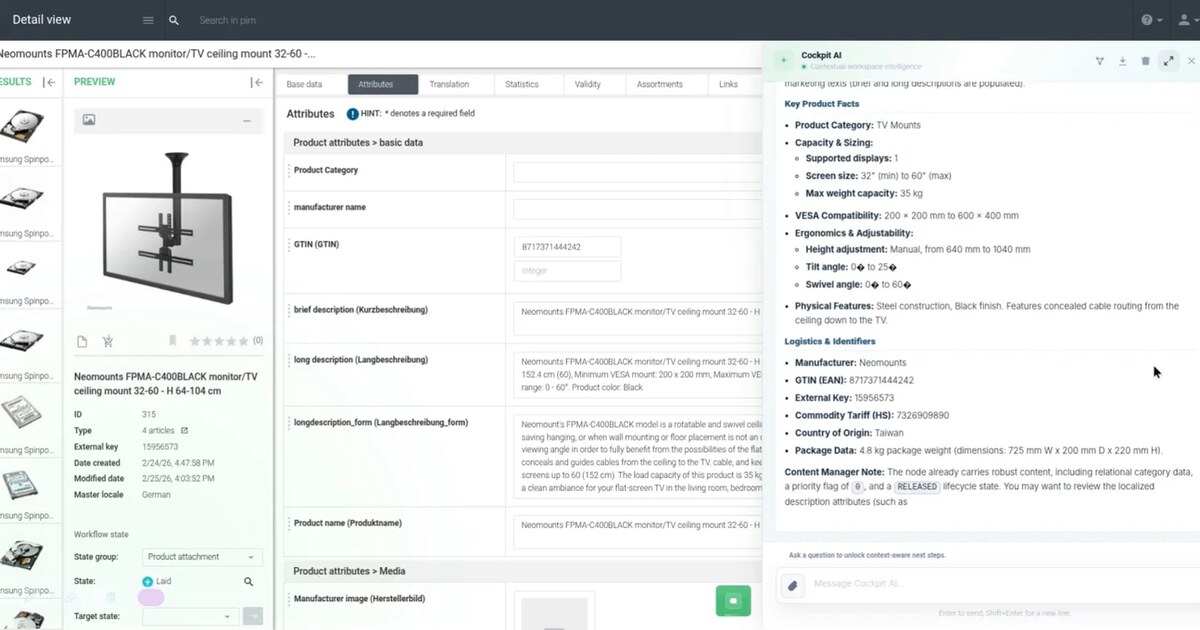 Detail view
Search in pim
Neomounts FPMA-C400BLACK monitor/TV ceiling mount 32-60 -...
ESULTS
msung Spinpo...
msung Spinpo...
msung Spinpo...
msung Spinpo...
msung Spinpo...
msung Spinpo...
msung Spinpo...
PREVIEW
(0)
Neomounts FPMA-C400BLACK monitor/TV
ceiling mount 32-60 - H 64-104 cm
ID 315
Type 4 articles
External key 15956573
Date created 2/24/26, 4:47:58 PM
Modified date 2/25/26, 4:03:52 PM
Master locale German
Workflow state
State group: Product attachment
State: Laid
Target state:
Base data Attributes Translation Statistics Validity Assortments Links
Attributes HINT: * denotes a required field
Product attributes > basic data
Product Category
manufacturer name
GTIN (GTIN) 8717371444242
Integer
brief description (Kurzbeschreibung) Neomounts FPMA-C400BLACK monitor/TV ceiling mount 32-60 - H
long description (Langbeschreibung) Neomounts FPMA-C400BLACK monitor/TV ceiling mount 32-60 - H
152.4 cm (60), Minimum VESA mount: 200 x 200 mm, Maximum VE
range: 0 - 60°. Product color: Black
longdescription_form (Langbeschreibung_form) Neomount's FPMA-C400BLACK model is a rotatable and swivel ceili
saving hanging, or when wall mounting or floor placement is not an
viewing angle in order to fully benefit from the possibilities of the flat
conceals and guides cables from the ceiling to the TV. cable, and kee
screens up to 60 (152 cm). The load capacity of this product is 35 kg
a clean ambiance for your flat-screen TV in the living room, bedroom
Product name (Produktname) Neomounts FPMA-C400BLACK monitor/TV ceiling mount 32-60 - H
Product attributes > Media
Manufacturer image (Herstellerbild)
Cockpit AI
Contextual workspace intelligence
marketing texts (brief and long descriptions are populated).
Key Product Facts
• Product Category: TV Mounts
• Capacity & Sizing:
Supported displays: 1
Screen size: 32" (min) to 60" (max)
Max weight capacity: 35 kg
• VESA Compatibility: 200 × 200 mm to 600 × 400 mm
• Ergonomics & Adjustability:
Height adjustment: Manual, from 640 mm to 1040 mm
Tilt angle: 0� to 25�
Swivel angle: 0� to 60�
• Physical Features: Steel construction, Black finish. Features concealed cable routing from the
ceiling down to the TV.
Logistics & Identifiers
• Manufacturer: Neomounts
• GTIN (EAN): 8717371444242
• External Key: 15956573
• Commodity Tariff (HS): 7326909890
• Country of Origin: Taiwan
• Package Data: 4.8 kg package weight (dimensions: 725 mm W x 200 mm D x 220 mm H).
Content Manager Note: The node already carries robust content, including relational category data,
a priority flag of 0, and a RELEASED lifecycle state. You may want to review the localized
description attributes (such as
Ask a question to unlock context-aware next steps.
Message Cockpit AI...
Enter to send, Shift+Enter for a new line.